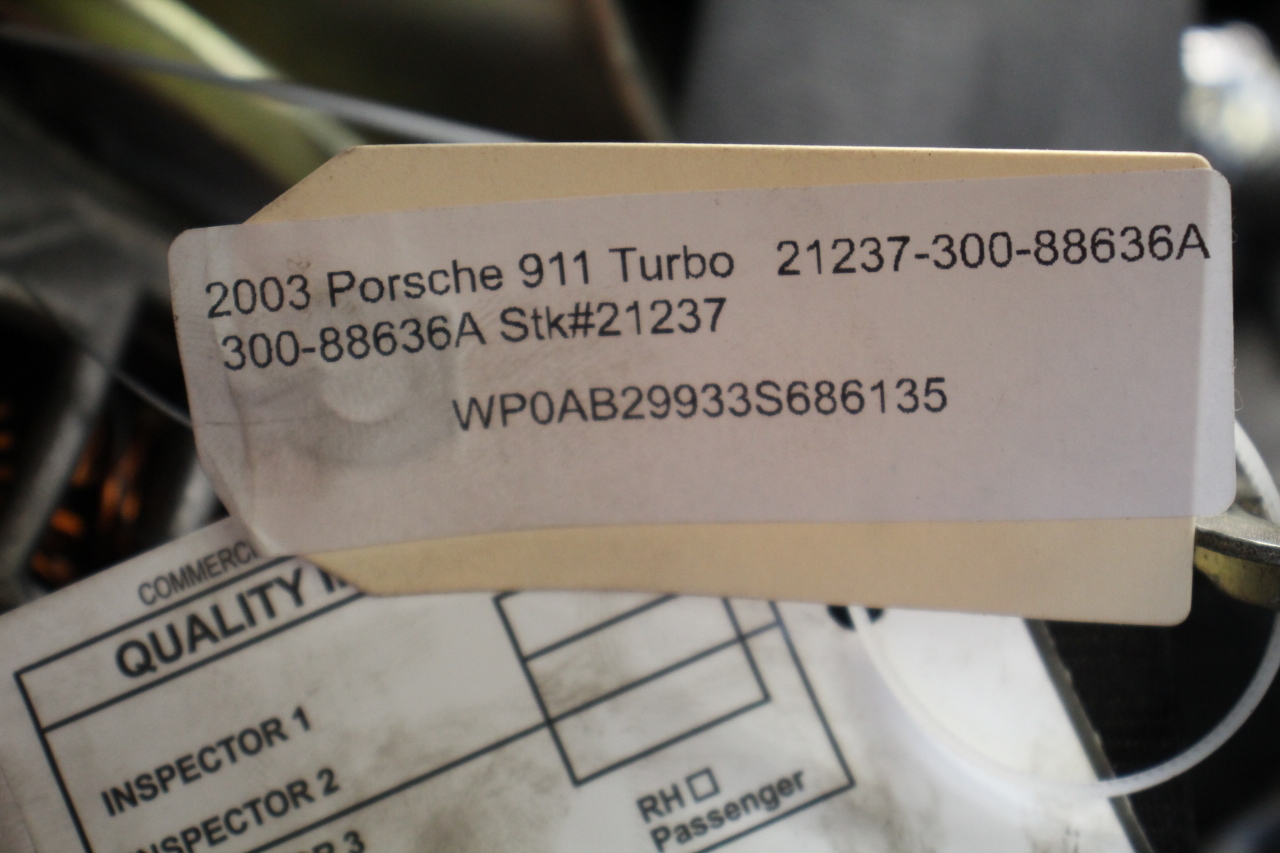 2003 Porsche 911 Turbo 21237-300-88636A
300-88636A Stk#21237
WP0AB29933S686135
QUALITY
INSPECTOR 1
INSPECTOR 2
3
RH
Passenger